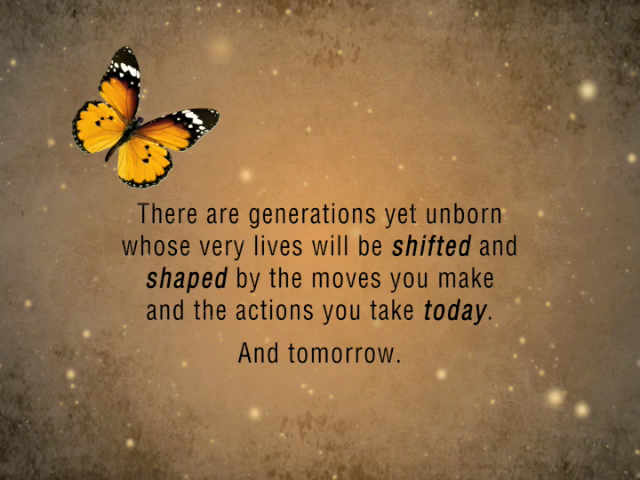 There are generations yet unborn
whose very lives will be shifted and
shaped by the moves you make
and the actions you take today.
And tomorrow.